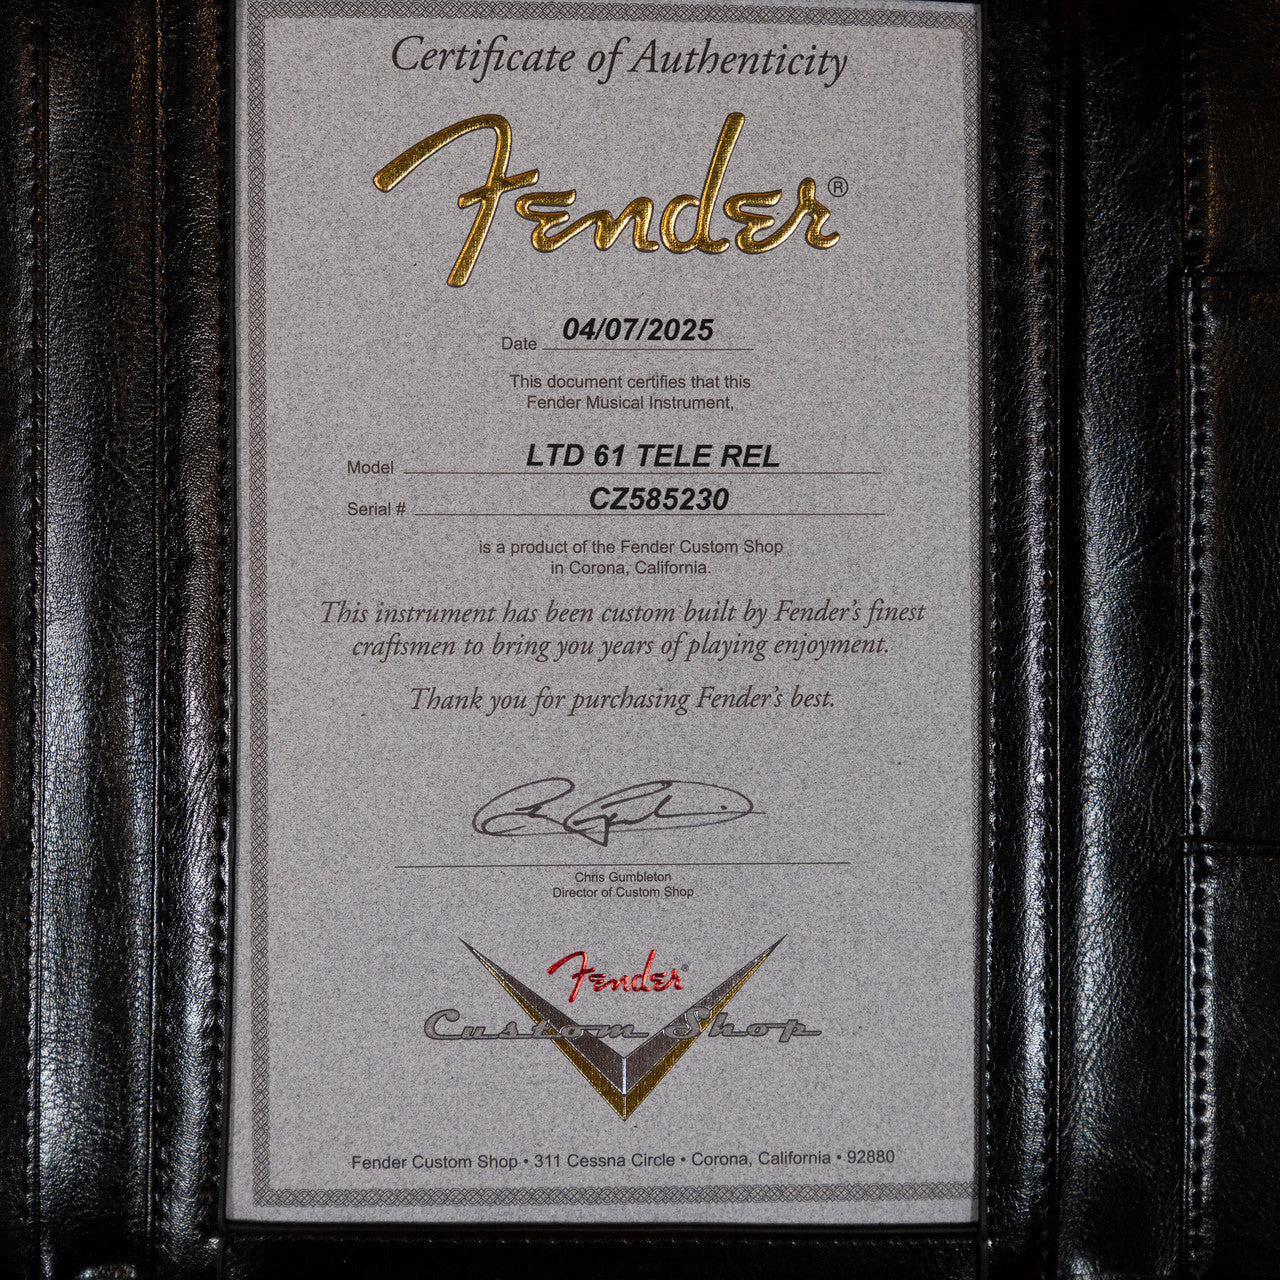 Certificate of Authenticity
Fender®
Date 04/07/2025
This document certifies that this
Fender Musical Instrument,
Model LTD 61 TELE REL
Serial # CZ585230
is a product of the Fender Custom Shop
in Corona, California.
This instrument has been custom built by Fender's finest
craftsmen to bring you years of playing enjoyment.
Thank you for purchasing Fender's best.
Chris Gumbleton
Director of Custom Shop
Fender®
Custom Shop
Fender Custom Shop • 311 Cessna Circle • Corona, California • 92880